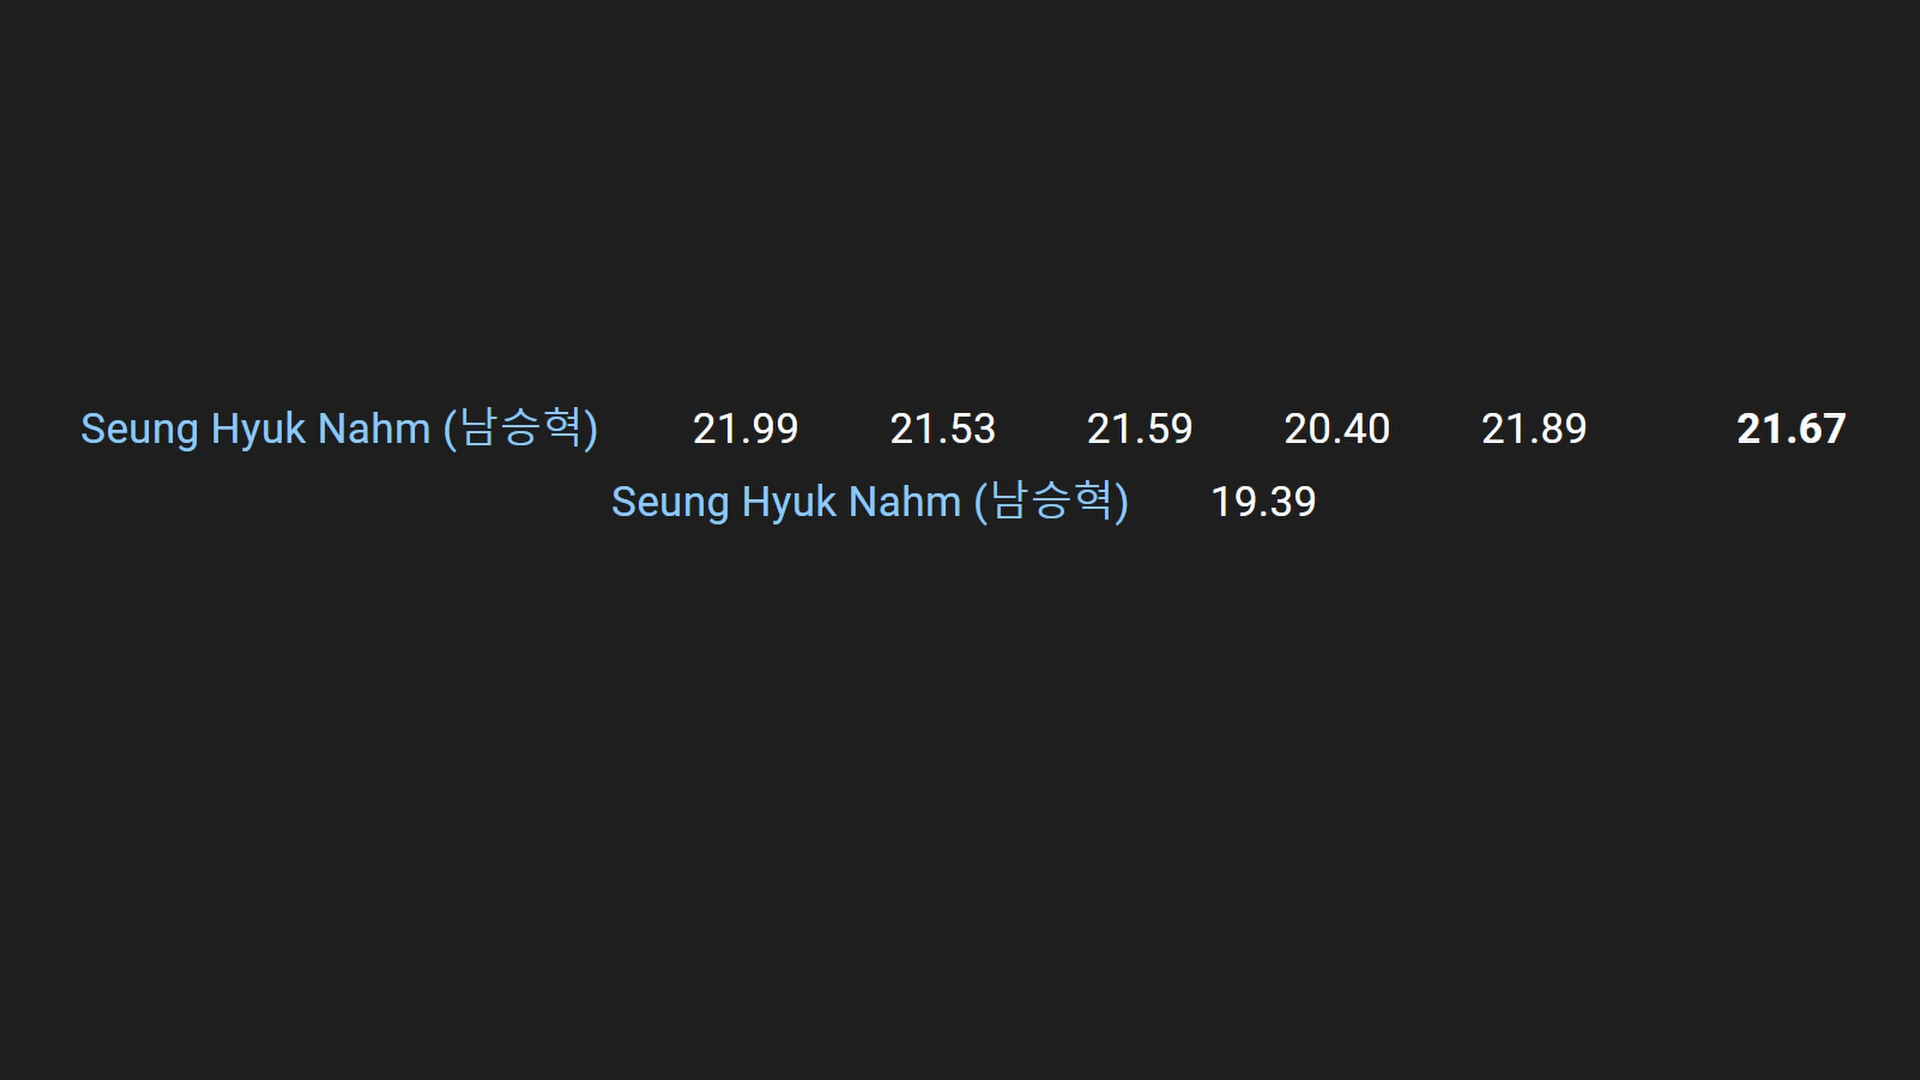 Seung Hyuk Nahm (남승혁) 21.99 21.53 21.59 20.40 21.89 21.67
Seung Hyuk Nahm (남승혁) 19.39